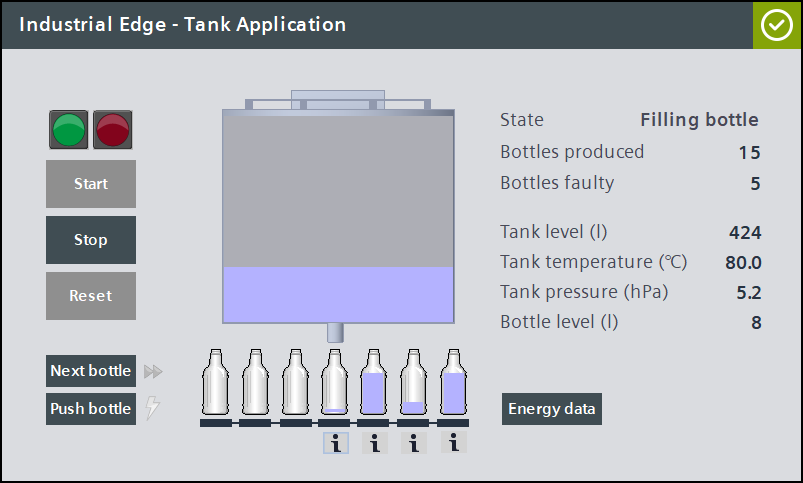 Industrial Edge - Tank Application
Start
Stop
Reset
Next bottle
Push bottle
State Filling bottle
Bottles produced 15
Bottles faulty 5
Tank level (l) 424
Tank temperature (℃) 80.0
Tank pressure (hPa) 5.2
Bottle level (l) 8
Energy data
i i i i